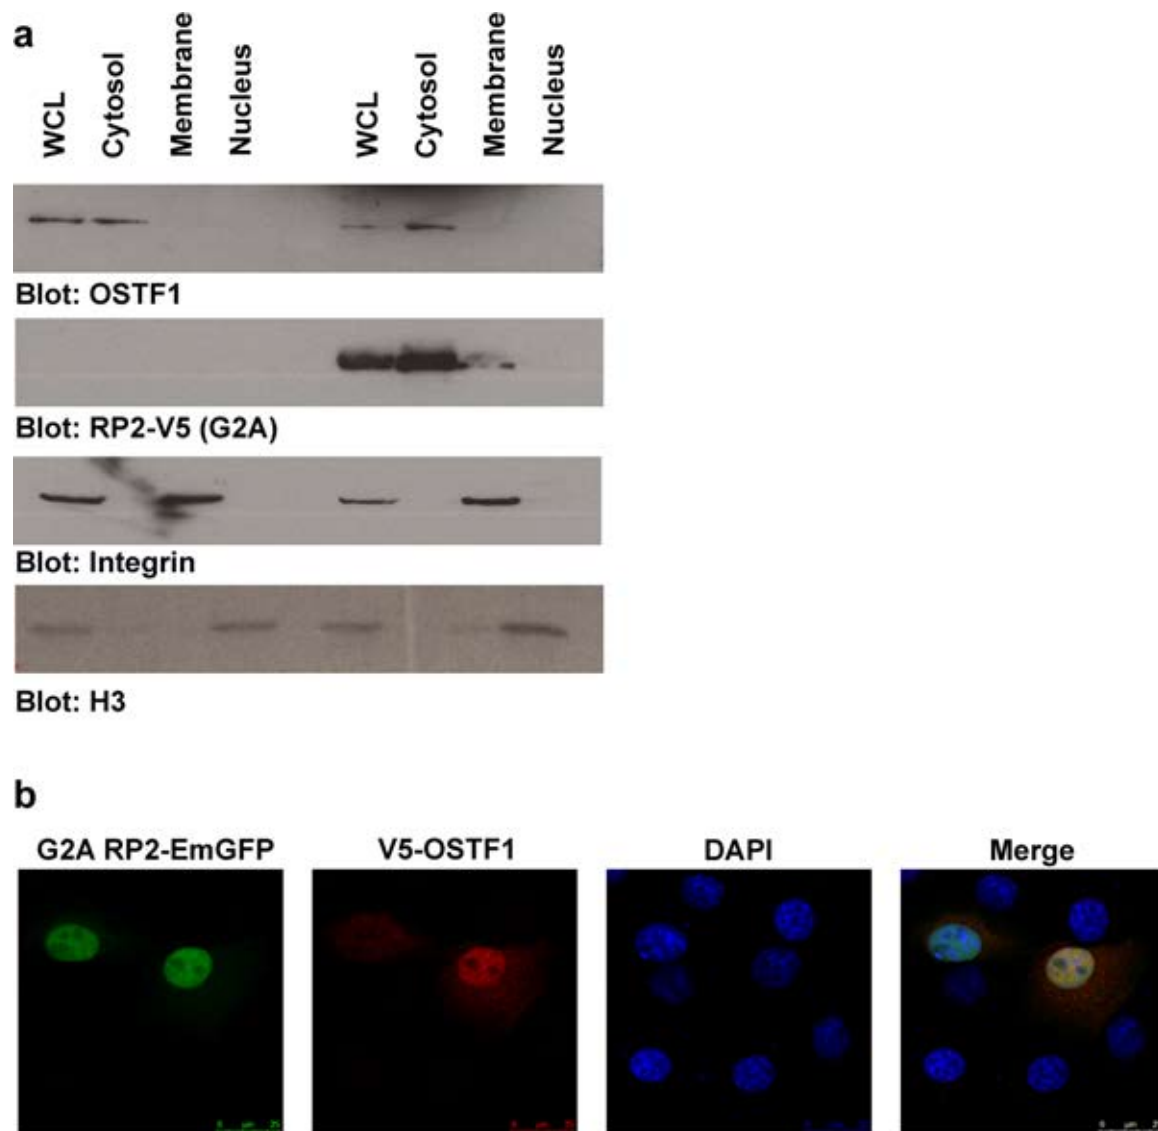 a
WCL Cytosol Membrane Nucleus WCL Cytosol Membrane Nucleus
Blot: OSTF1
Blot: RP2-V5 (G2A)
Blot: Integrin
Blot: H3
b
G2A RP2-EmGFP V5-OSTF1 DAPI Merge